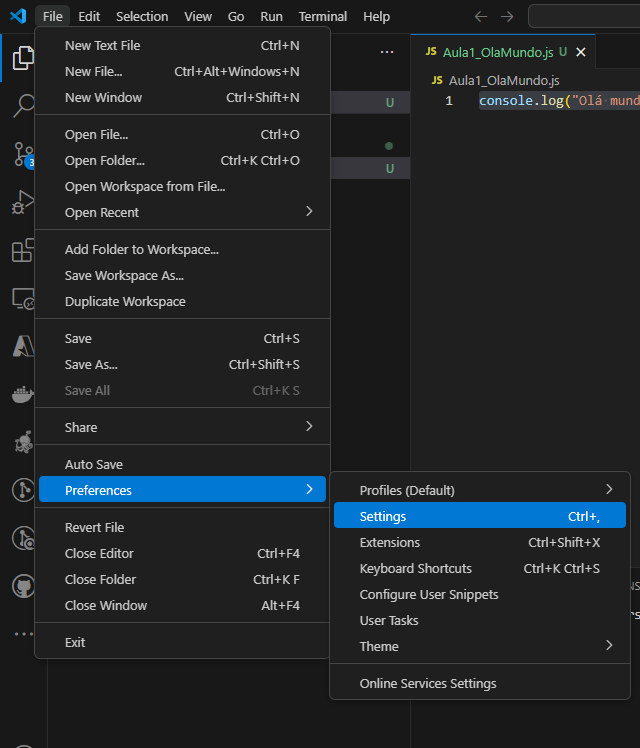 File Edit Selection View Go Run Terminal Help
New Text File Ctrl+N
New File... Ctrl+Alt+Windows+N
New Window Ctrl+Shift+N
Open File... Ctrl+O
Open Folder... Ctrl+K Ctrl+O
Open Workspace from File...
Open Recent
Add Folder to Workspace...
Save Workspace As...
Duplicate Workspace
Save Ctrl+S
Save As... Ctrl+Shift+S
Save All Ctrl+K S
Share
Auto Save
Preferences
Revert File
Close Editor Ctrl+F4
Close Folder Ctrl+K F
Close Window Alt+F4
Exit
Profiles (Default)
Settings Ctrl+,
Extensions Ctrl+Shift+X
Keyboard Shortcuts Ctrl+K Ctrl+S
Configure User Snippets
User Tasks
Theme
Online Services Settings
3
U
U
JS Aula1_OlaMundo.js U
JS Aula1_OlaMundo.js
1 console.log("Olá mund